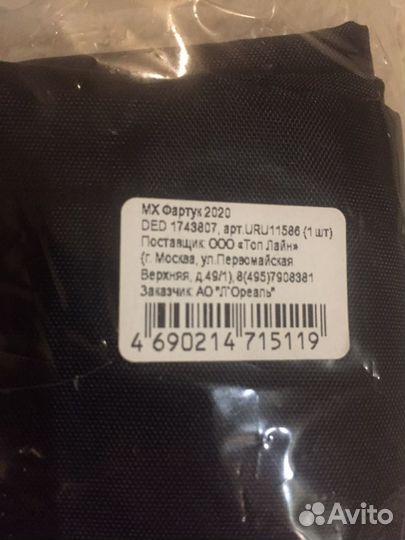 MX Фартук 2020
DED 1743807, арт.URU11586 (1 шт)
Поставщик: ООО «Топ Лайн»
(г. Москва, ул.Первомайская
Верхняя, д.49/1), 8(495)7908381
Заказчик: АО "Л'Ореаль"
4 690214 715119
Avito